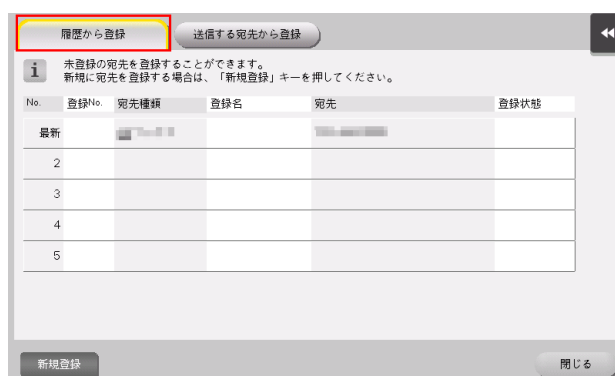 履歴から登録
送信する宛先から登録
i
未登録の宛先を登録することができます。
新規に宛先を登録する場合は、「新規登録」キーを押してください。
No. 登録No. 宛先種類 登録名 宛先 登録状態
最新
2
3
4
5
新規登録
閉じる